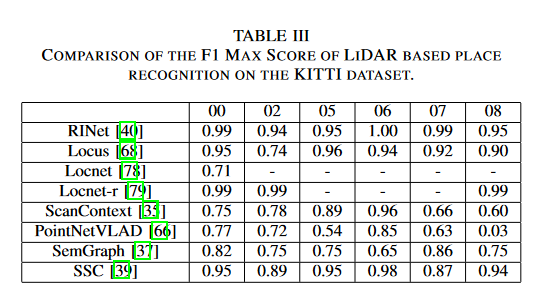 TABLE III
COMPARISON OF THE F1 MAX SCORE OF LIDAR BASED PLACE
RECOGNITION ON THE KITTI DATASET.
00 02 05 06 07 08
RINet [40] 0.99 0.94 0.95 1.00 0.99 0.95
Locus [68] 0.95 0.74 0.96 0.94 0.92 0.90
Locnet [78] 0.71 - - - - -
Locnet-r [79] 0.99 0.99 - - - 0.99
ScanContext [35] 0.75 0.78 0.89 0.96 0.66 0.60
PointNetVLAD [66] 0.77 0.72 0.54 0.85 0.63 0.03
SemGraph [37] 0.82 0.75 0.75 0.65 0.86 0.75
SSC [39] 0.95 0.89 0.95 0.98 0.87 0.94